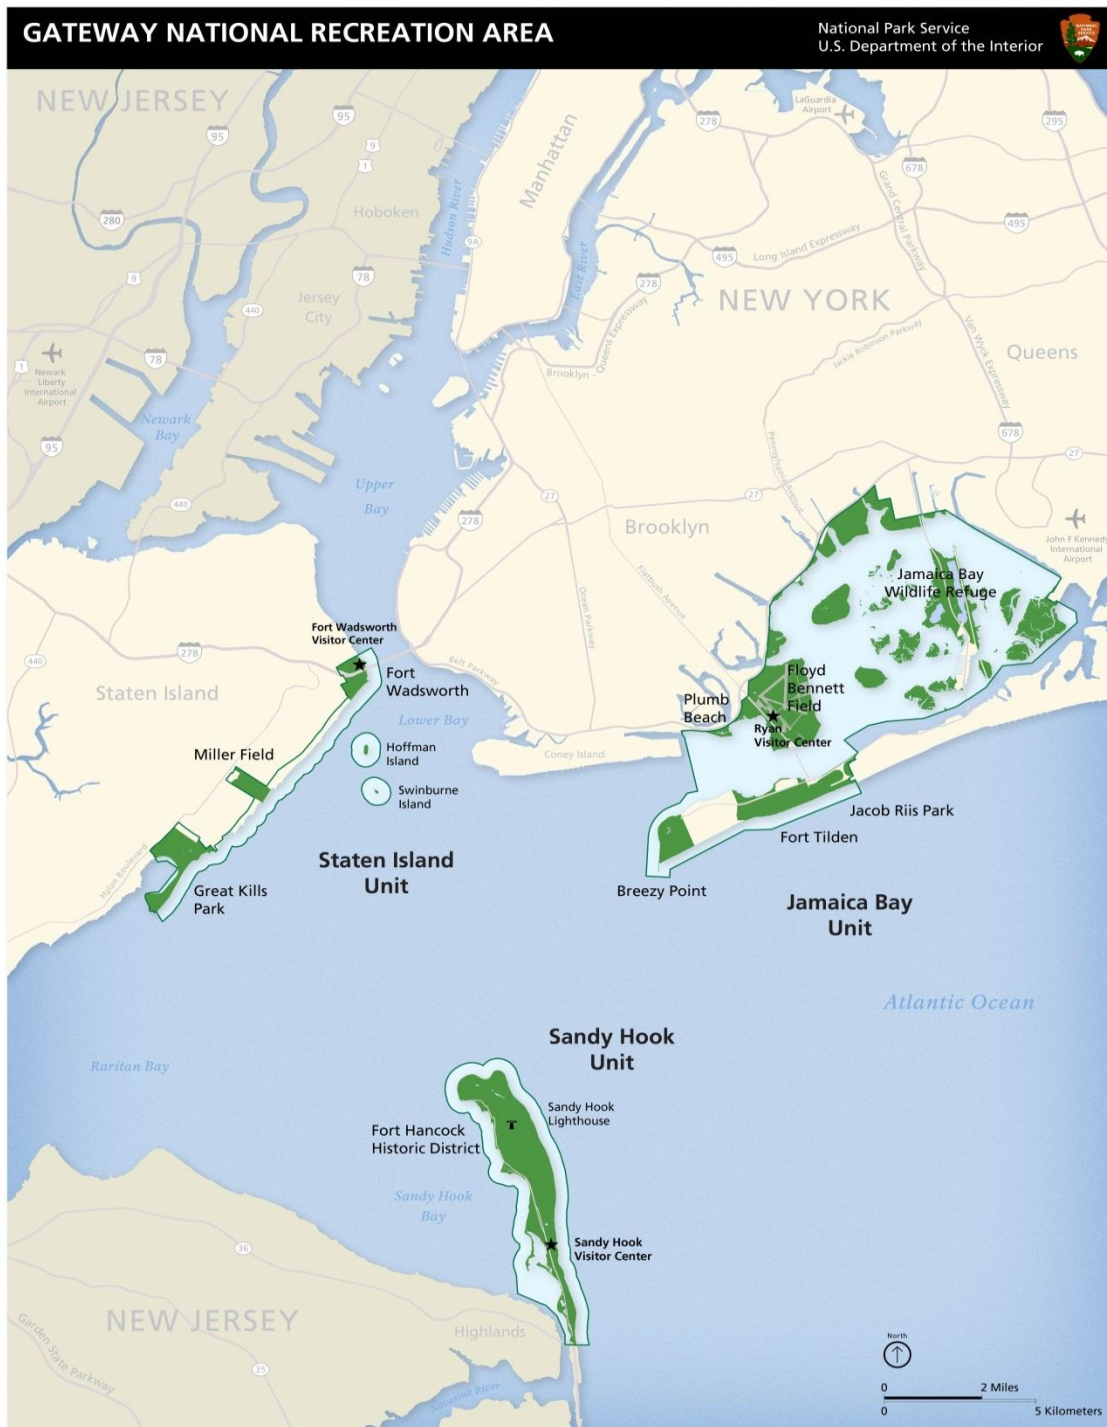 GATEWAY NATIONAL RECREATION AREA
National Park Service
U.S. Department of the Interior
NEW JERSEY
95
95
9
1
280
Hoboken
Hudson River
Manhattan
9A
LaGuardia
Airport
278
295
678
Grand Central Parkway
495
495
Long Island Expressway
East River
278
NEW YORK
9
78
Jersey
City
440
Brooklyn - Queens Expressway
Jackie Robinson Parkway
Van Wyck Expressway
Queens
1
Newark
Liberty
International
Airport
78
Newark
Bay
95
Pennsylvania Avenue
678
27
440
Upper
Bay
27
27
278
Brooklyn
John F Kennedy
International
Airport
Jamaica Bay
Wildlife Refuge
Flatbush Avenue
Ocean Parkway
Fort Wadsworth
Visitor Center
278
440
Belt Parkway
Fort
Wadsworth
Staten Island
Floyd
Bennett
Field
Plumb
Beach
Ryan
Visitor Center
Lower Bay
Hoffman
Island
Coney Island
Miller Field
Swinburne
Island
Jacob Riis Park
Fort Tilden
Hylan Boulevard
Staten Island
Unit
Great Kills
Park
Breezy Point
Jamaica Bay
Unit
Atlantic Ocean
Sandy Hook
Unit
Raritan Bay
Sandy Hook
Lighthouse
Fort Hancock
Historic District
Sandy Hook
Bay
Sandy Hook
Visitor Center
36
NEW JERSEY
Highlands
Garden State Parkway
35
Navesink River
North
0
2 Miles
0
5 Kilometers